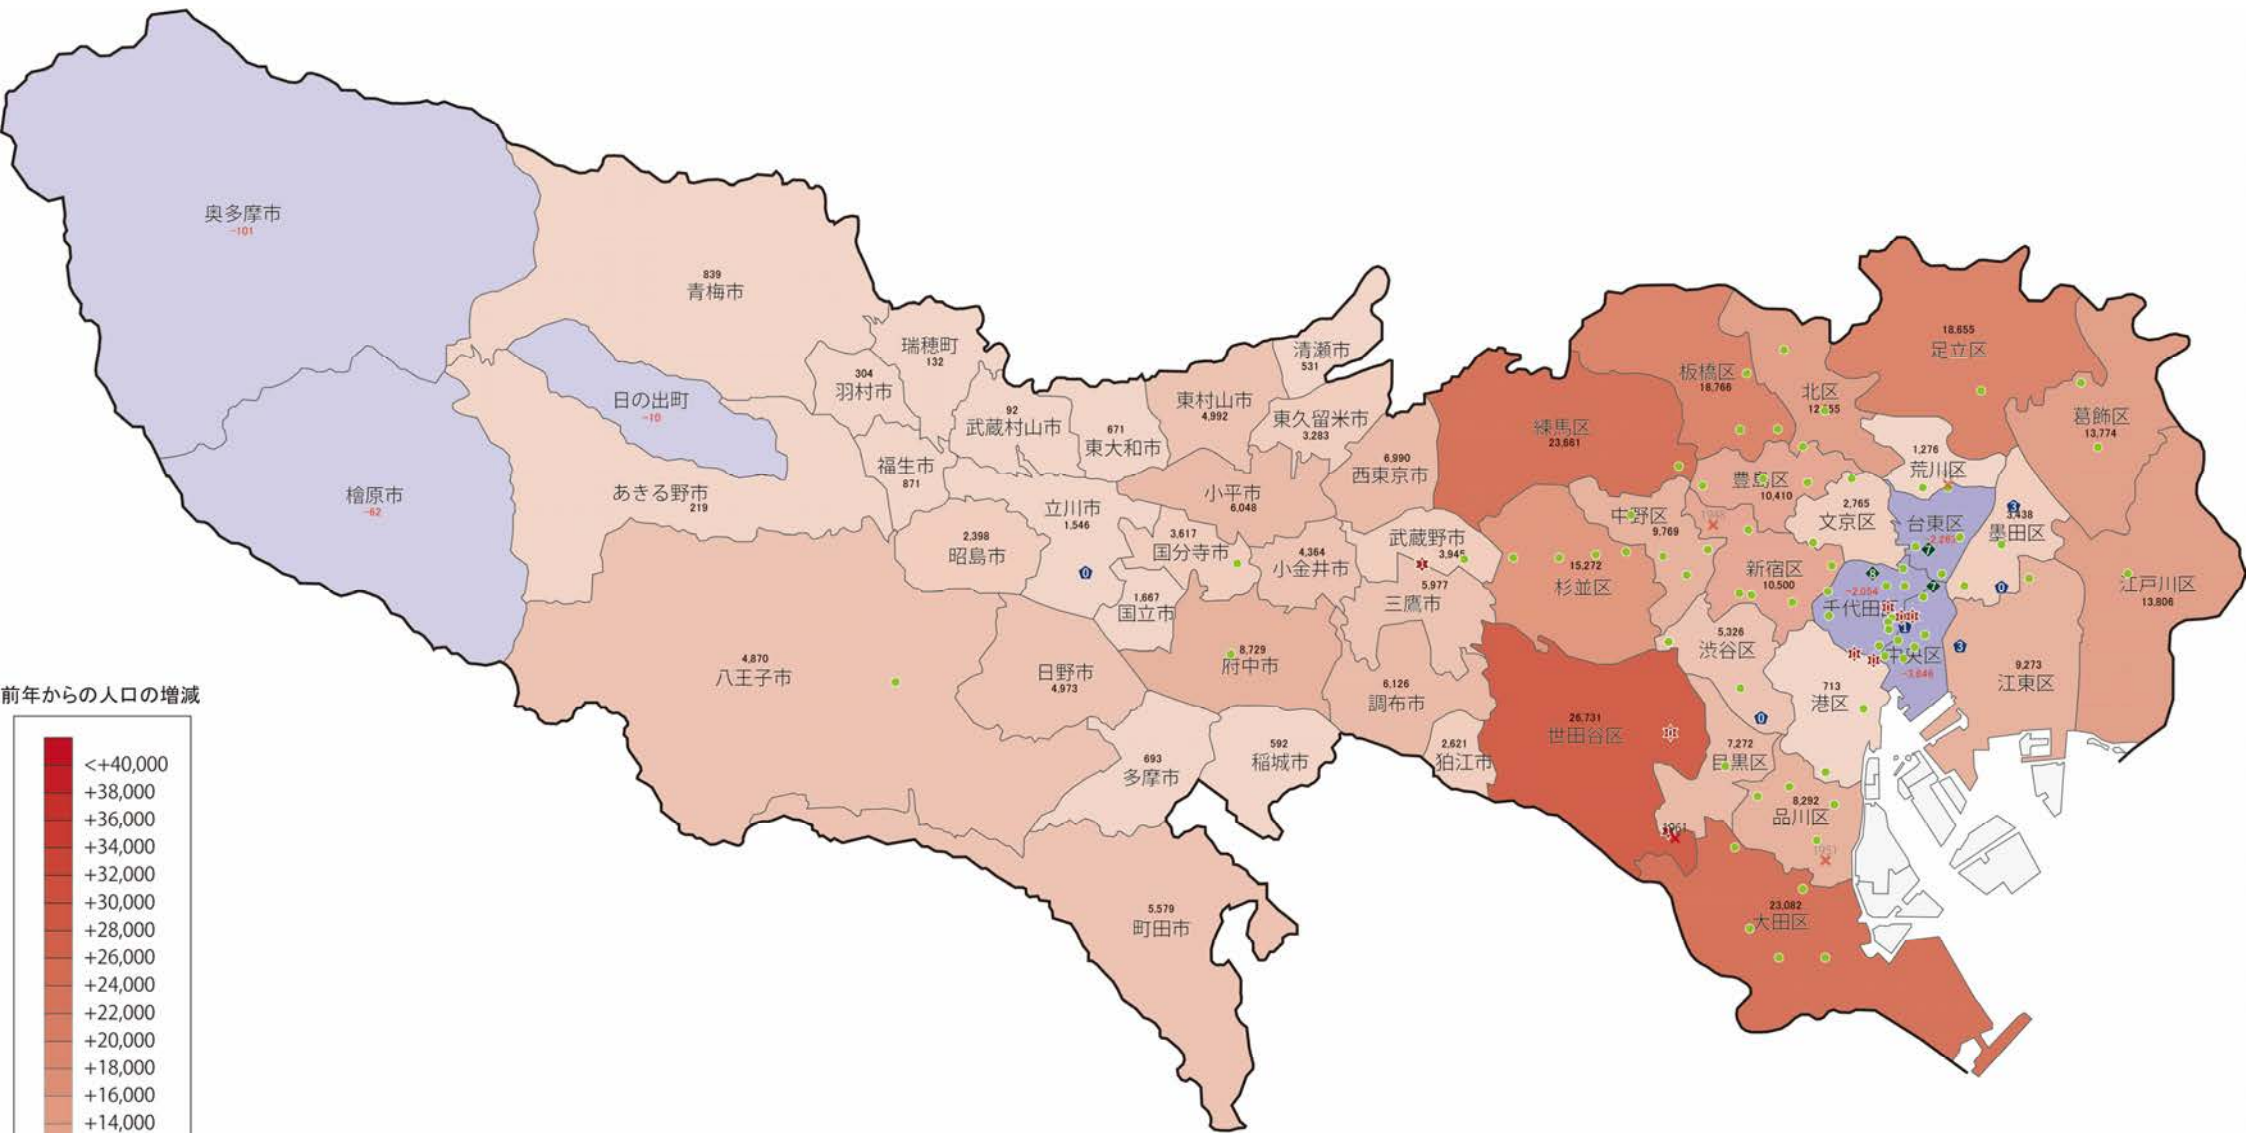 奥多摩市
-101
839
青梅市
瑞穂町
132
304
羽村市
日の出町
-10
檜原市
-62
あきる野市
219
福生市
871
92
武蔵村山市
671
東大和市
東村山市
4,992
清瀬市
531
東久留米市
3,283
6,990
西東京市
小平市
6,048
立川市
1,546
2,398
昭島市
3,617
国分寺市
4,364
小金井市
武蔵野市
5,977
三鷹市
1,667
国立市
4,870
八王子市
日野市
4,973
8,729
府中市
6,126
調布市
2,621
狛江市
693
多摩市
592
稲城市
5,579
町田市
練馬区
23,661
板橋区
18,766
北区
18,655
足立区
葛飾区
13,774
1,276
荒川区
豊島区
10,410
2,765
文京区
台東区
3
墨田区
中野区
9,769
1948
15,272
杉並区
新宿区
10,500
-2,054
千代田区
8
7
7
0
0
1
3
中央区
-3,646
江戸川区
13,806
9,273
江東区
5,326
渋谷区
0
713
港区
26,731
世田谷区
7,272
目黒区
8,292
品川区
1951
1961
23,082
大田区
前年からの人口の増減
<+40,000
+38,000
+36,000
+34,000
+32,000
+30,000
+28,000
+26,000
+24,000
+22,000
+20,000
+18,000
+16,000
+14,000